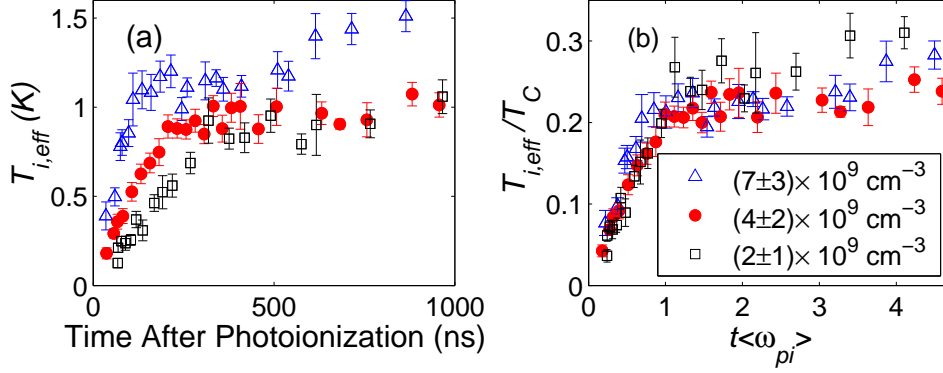 (a)
1.5
1
0.5
0
T_{i,eff} (K)
0
500
1000
Time After Photoionization (ns)
(b)
0.3
0.2
0.1
0
T_{i,eff} / T_C
0
1
2
3
4
t<ω_{pi}>
(7±3)× 10^9 cm^{−3}
(4±2)× 10^9 cm^{−3}
(2±1)× 10^9 cm^{−3}